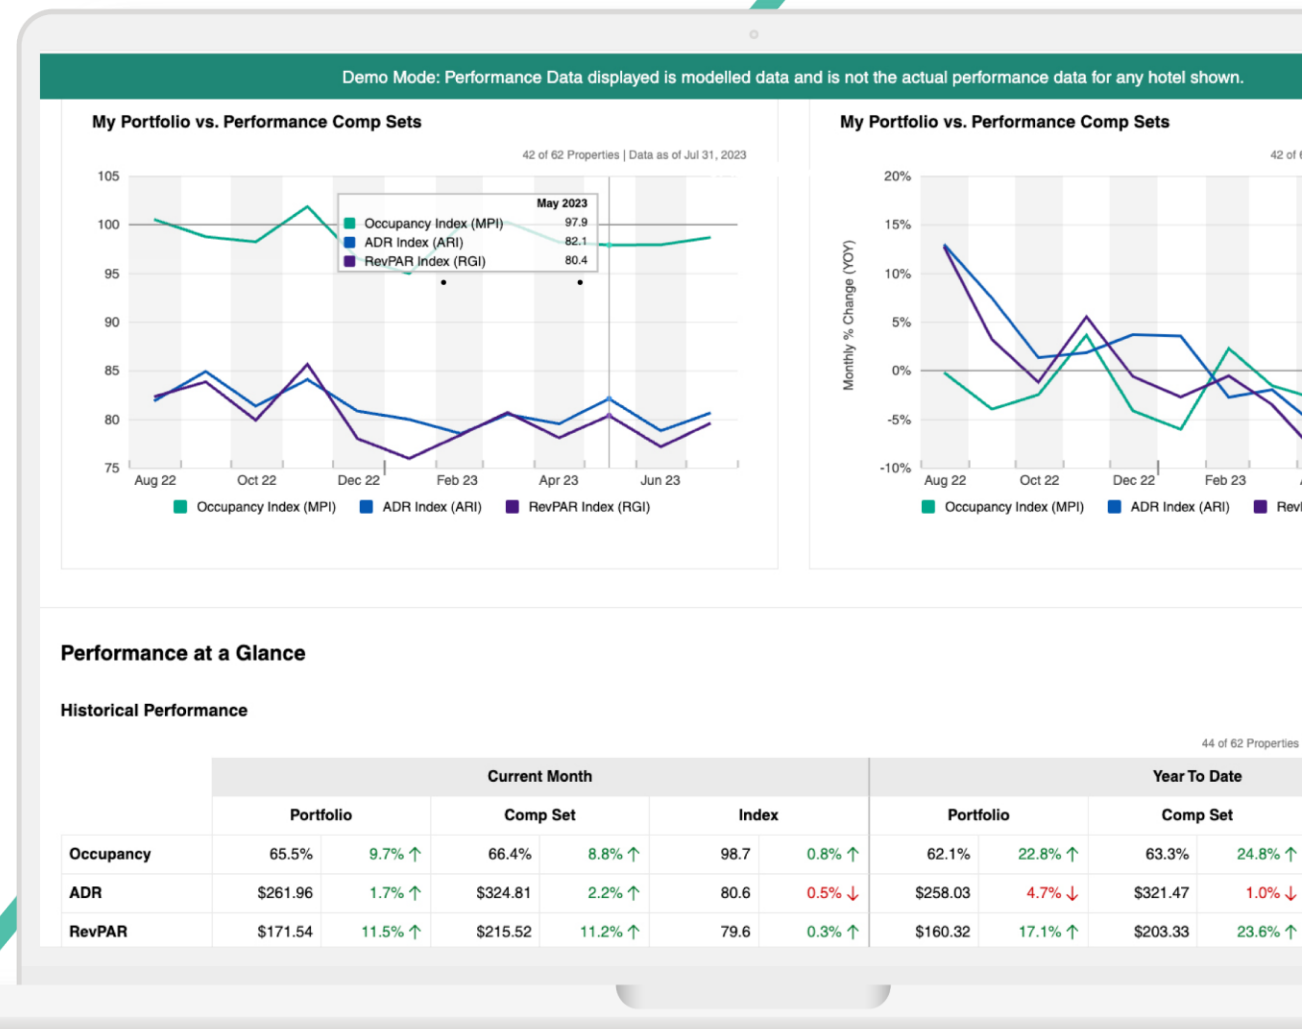 Demo Mode: Performance Data displayed is modelled data and is not the actual performance data for any hotel shown.
My Portfolio vs. Performance Comp Sets
42 of 62 Properties | Data as of Jul 31, 2023
105
100
95
90
85
80
75
May 2023
Occupancy Index (MPI) 97.9
ADR Index (ARI) 82.1
RevPAR Index (RGI) 80.4
Aug 22 Oct 22 Dec 22 Feb 23 Apr 23 Jun 23
Occupancy Index (MPI) ADR Index (ARI) RevPAR Index (RGI)
My Portfolio vs. Performance Comp Sets
42 of 6
Monthly % Change (YOY)
20%
15%
10%
5%
0%
-5%
-10%
Aug 22 Oct 22 Dec 22 Feb 23 A
Occupancy Index (MPI) ADR Index (ARI) Rev
Performance at a Glance
Historical Performance
44 of 62 Properties
Current Month Year To Date
Portfolio Comp Set Index Portfolio Comp Set
Occupancy 65.5% 9.7% ↑ 66.4% 8.8% ↑ 98.7 0.8% ↑ 62.1% 22.8% ↑ 63.3% 24.8% ↑
ADR $261.96 1.7% ↑ $324.81 2.2% ↑ 80.6 0.5% ↓ $258.03 4.7% ↓ $321.47 1.0% ↓
RevPAR $171.54 11.5% ↑ $215.52 11.2% ↑ 79.6 0.3% ↑ $160.32 17.1% ↑ $203.33 23.6% ↑